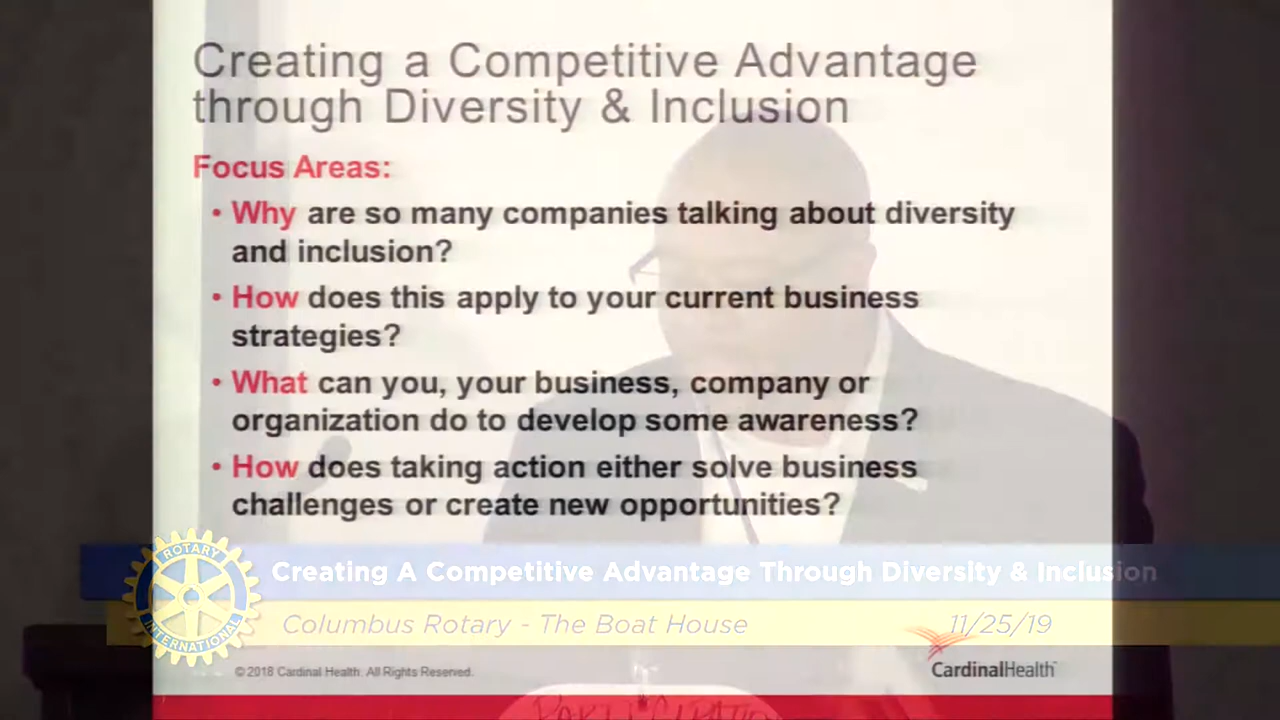 Creating a Competitive Advantage
through Diversity & Inclusion
Focus Areas:
• Why are so many companies talking about diversity
and inclusion?
• How does this apply to your current business
strategies?
• What can you, your business, company or
organization do to develop some awareness?
• How does taking action either solve business
challenges or create new opportunities?
ROTARY
INTERNATIONAL
Creating A Competitive Advantage Through Diversity & Inclusion
Columbus Rotary - The Boat House 11/25/19
© 2018 Cardinal Health. All Rights Reserved.
CardinalHealth™